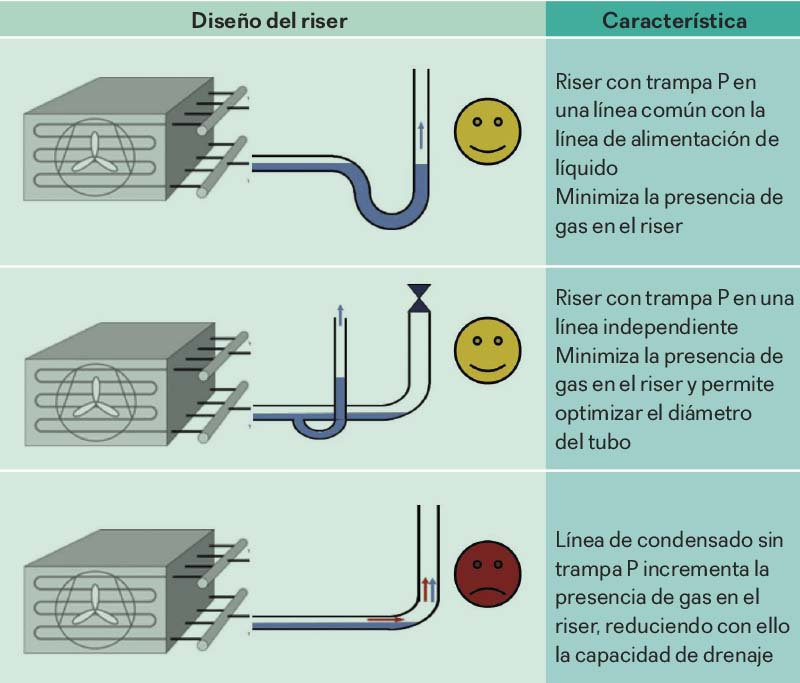 Diseño del riser
Característica
Riser con trampa P en
una línea común con la
línea de alimentación de
líquido
Minimiza la presencia de
gas en el riser
Riser con trampa P en una
línea independiente
Minimiza la presencia de
gas en el riser y permite
optimizar el diámetro
del tubo
Línea de condensado sin
trampa P incrementa la
presencia de gas en el
riser, reduciendo con ello
la capacidad de drenaje